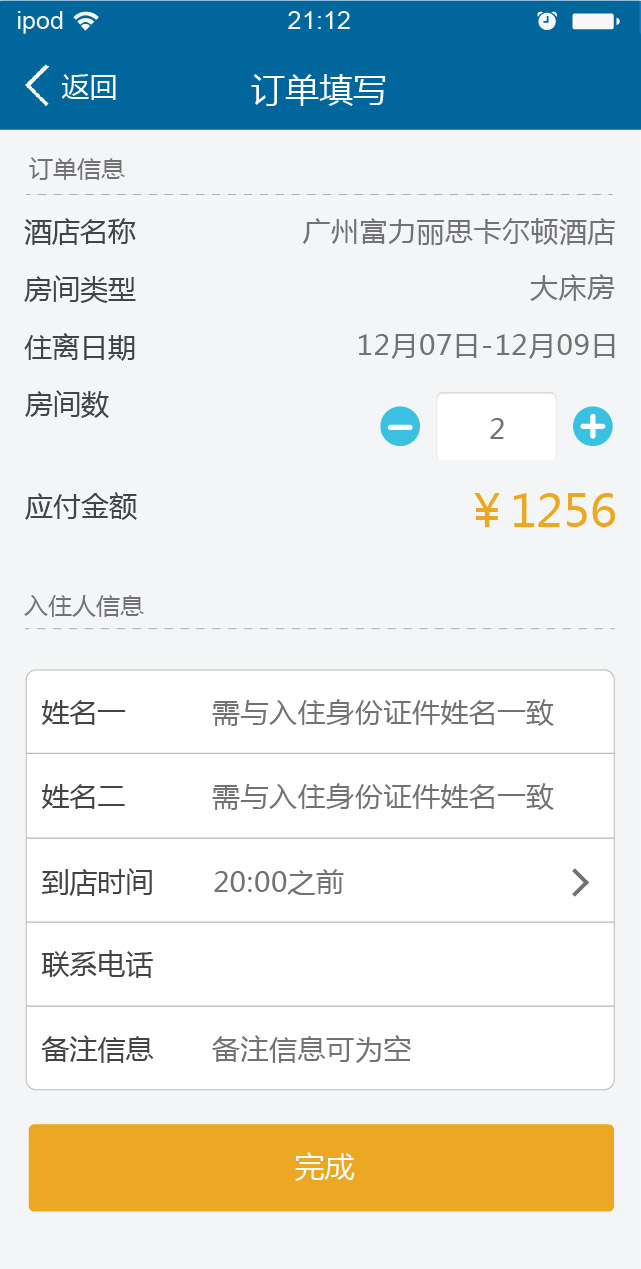 ipod 21:12
返回 订单填写
订单信息
酒店名称 广州富力丽思卡尔顿酒店
房间类型 大床房
住离日期 12月07日-12月09日
房间数 2
应付金额 ¥1256
入住人信息
姓名一 需与入住身份证件姓名一致
姓名二 需与入住身份证件姓名一致
到店时间 20:00之前
联系电话
备注信息 备注信息可为空
完成